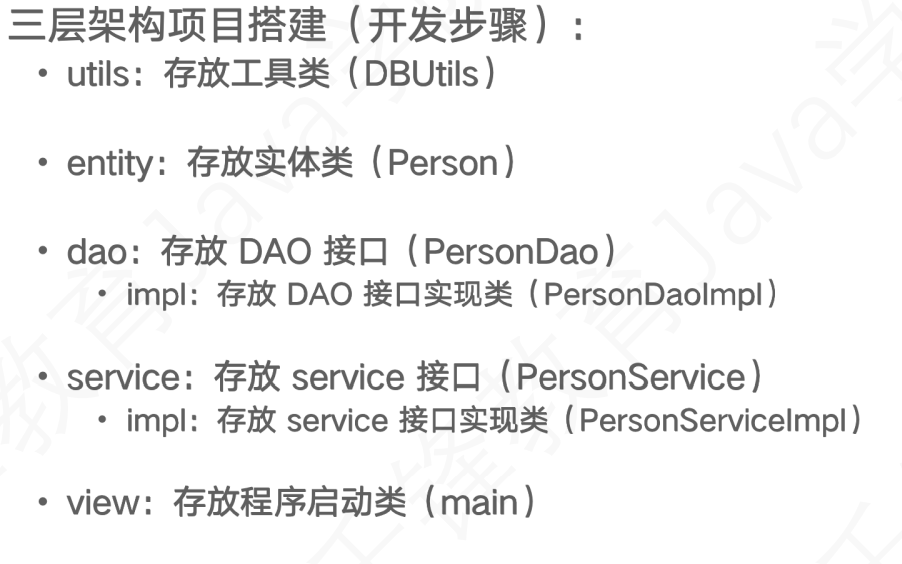 三层架构项目搭建（开发步骤）:
• utils: 存放工具类（DBUtils）
• entity: 存放实体类（Person）
• dao: 存放 DAO 接口（PersonDao）
• impl: 存放 DAO 接口实现类（PersonDaoImpl）
• service: 存放 service 接口（PersonService）
• impl: 存放 service 接口实现类（PersonServiceImpl）
• view: 存放程序启动类（main）